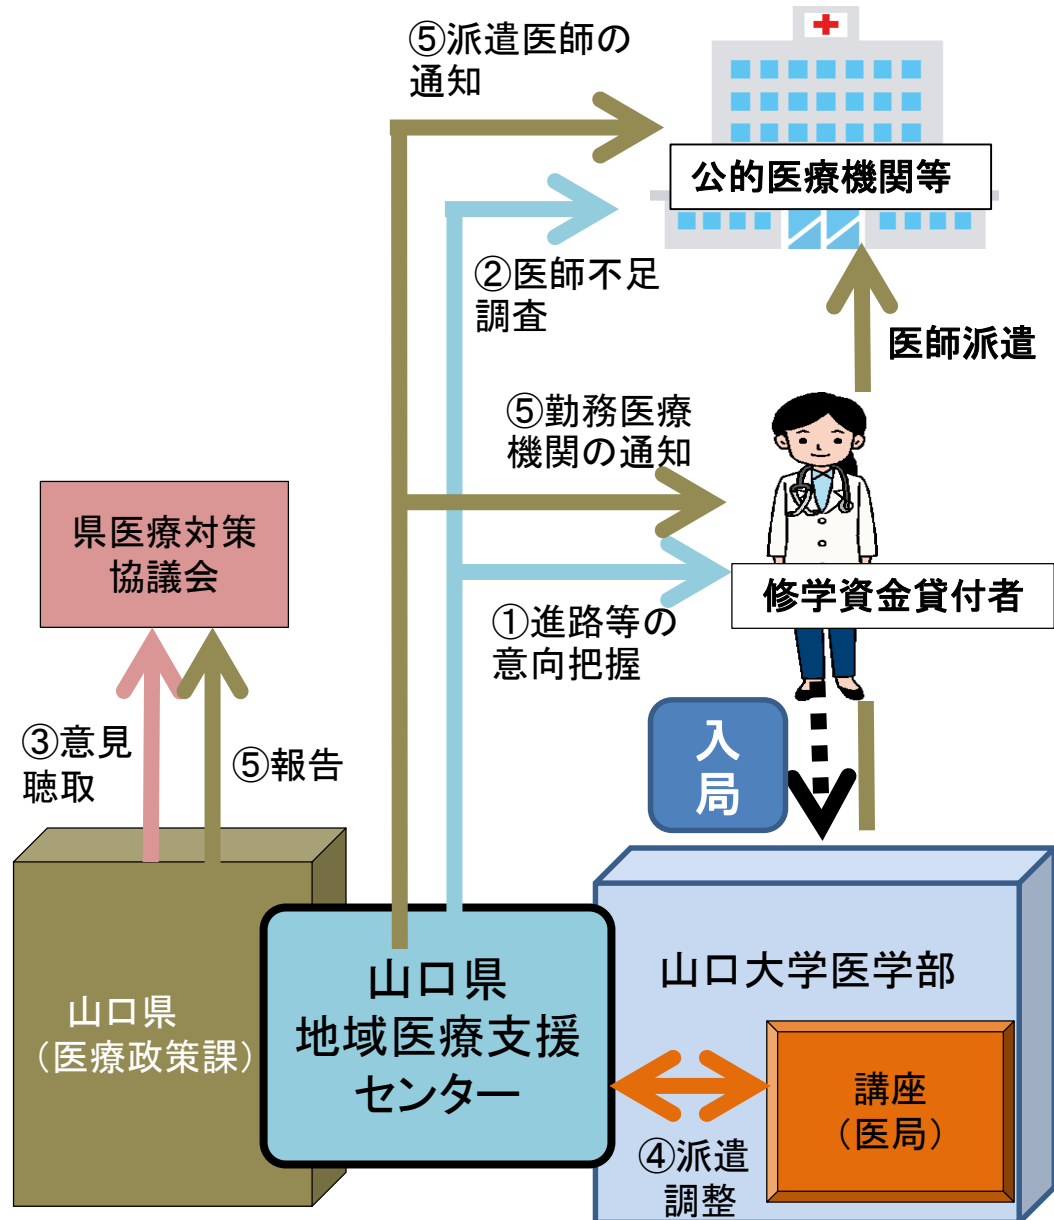 ⑤派遣医師の
通知
公的医療機関等
②医師不足
調査
医師派遣
⑤勤務医療
機関の通知
県医療対策
協議会
修学資金貸付者
①進路等の
意向把握
③意見
聴取
⑤報告
入
局
山口県
（医療政策課）
山口県
地域医療支援
センター
山口大学医学部
講座
（医局）
④派遣
調整